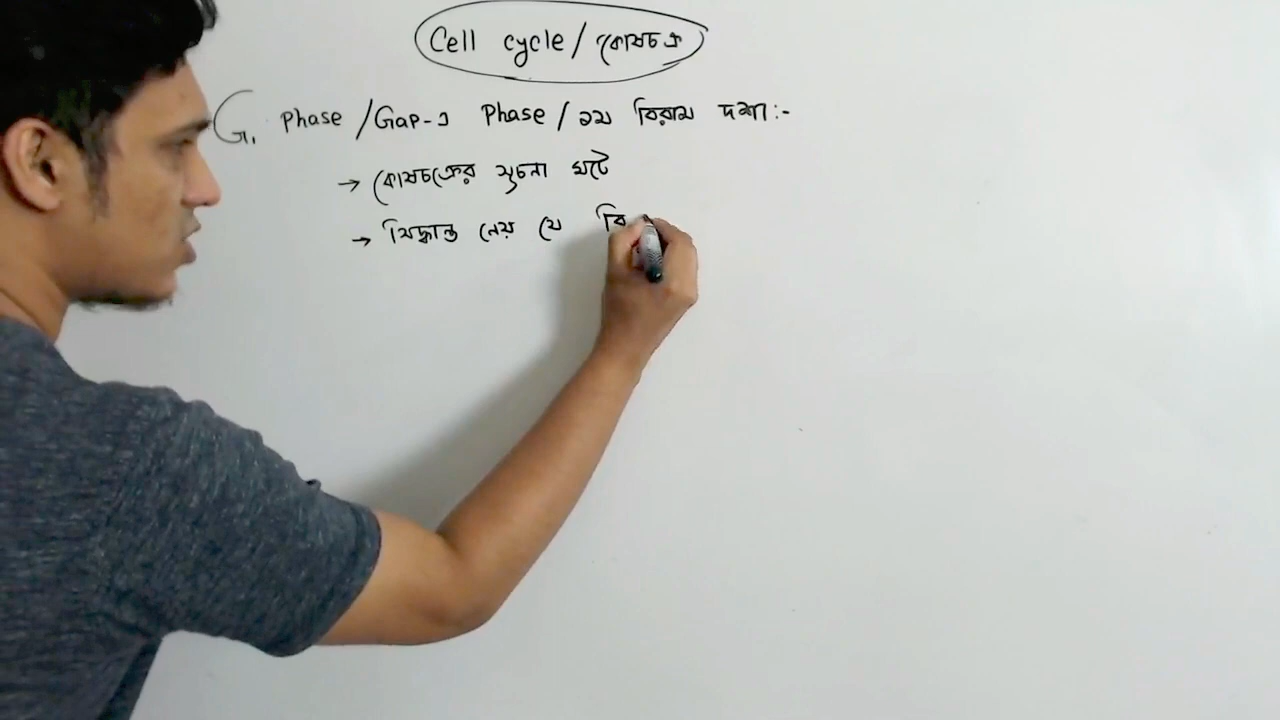 Cell cycle / কোষচক্র
G₁ Phase / Gap-১ Phase / ১ম বিরাম দশা:-
→ কোষচক্রের সূচনা ঘটে
→ সিদ্ধান্ত নেয় যে বি